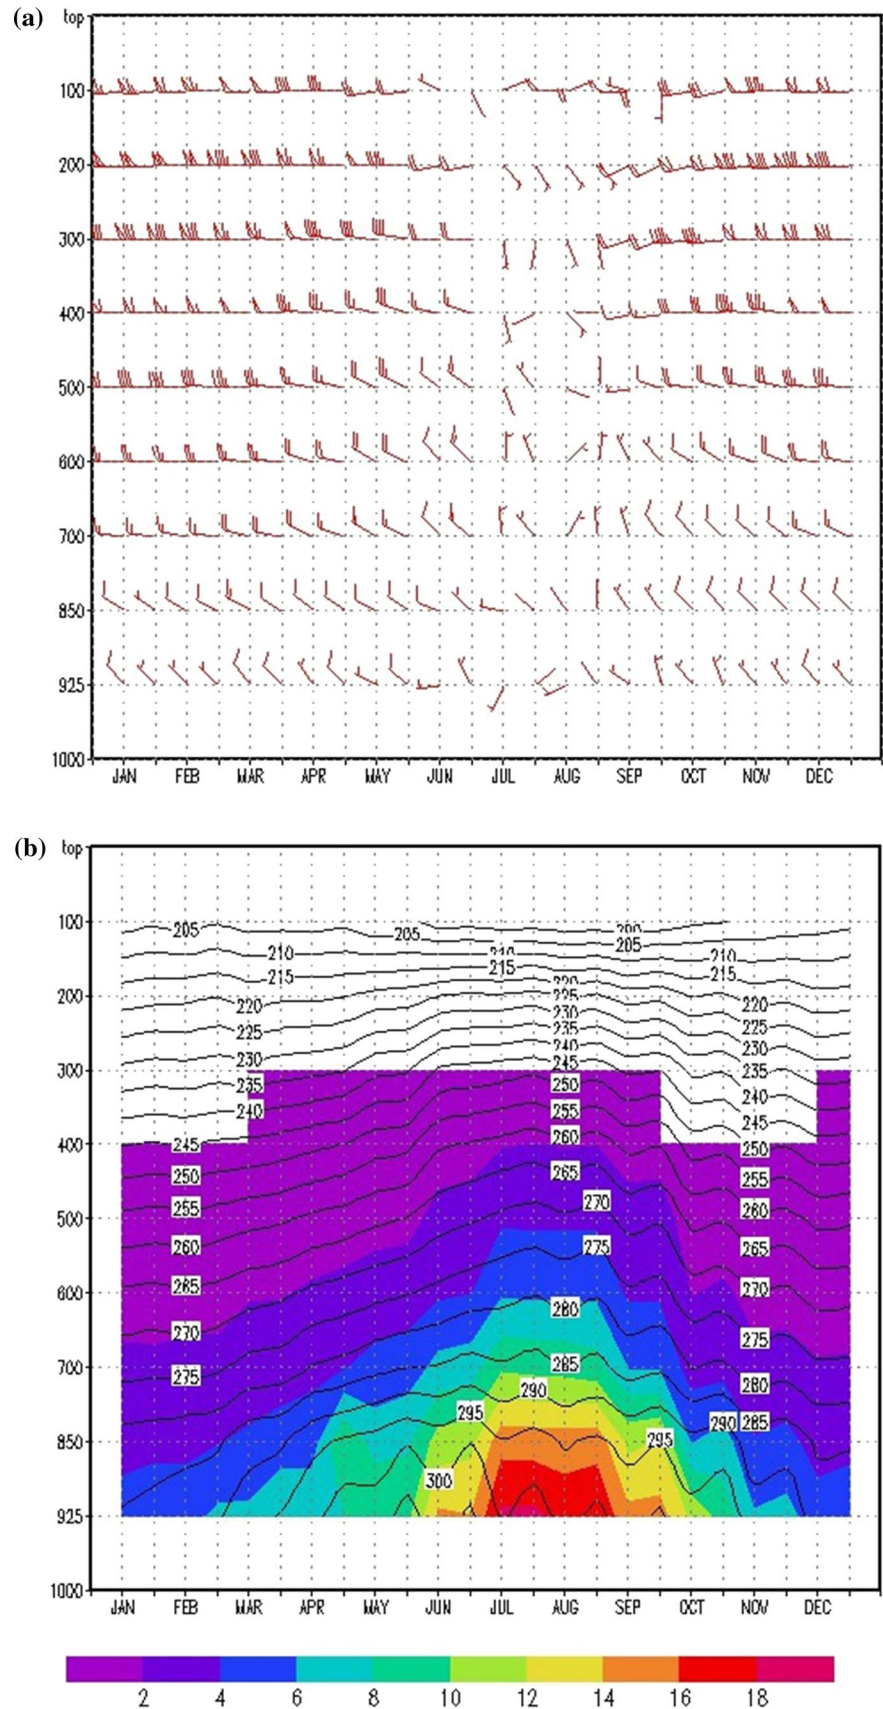 (a)
top
100
200
300
400
500
600
700
850
925
1000
JAN FEB MAR APR MAY JUN JUL AUG SEP OCT NOV DEC
(b)
top
100
205 200
205 205
210 210 210
215 215 215
200
220 220 220
225 225 225
230 230 230
235 235 235
240 240
245 245
300
235 250
240 255 240
260 245
400
245 250
250 265 255
255 270 260
500
260 275 265
265 270
600
280
270 275
700
275 285 280
290
295 290 285
850
295
300
925
1000
JAN FEB MAR APR MAY JUN JUL AUG SEP OCT NOV DEC
2 4 6 8 10 12 14 16 18